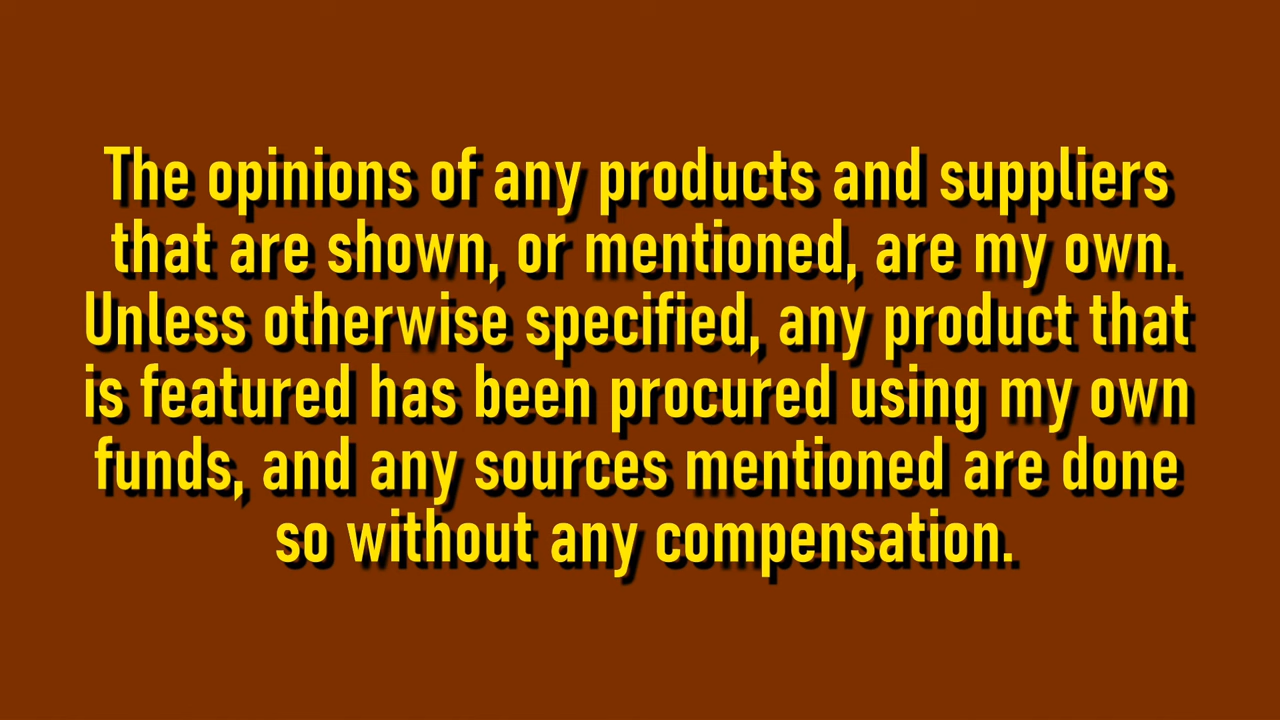 The opinions of any products and suppliers
that are shown, or mentioned, are my own.
Unless otherwise specified, any product that
is featured has been procured using my own
funds, and any sources mentioned are done
so without any compensation.